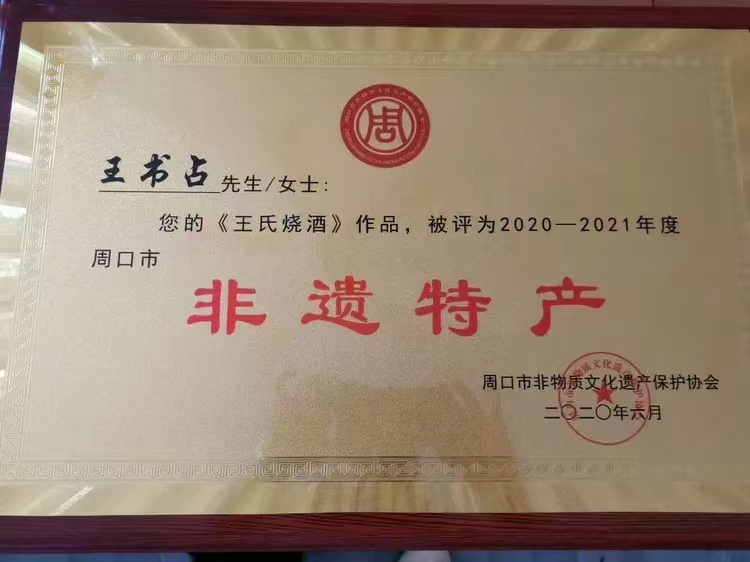 周
王书占先生/女士:
您的《王氏烧酒》作品，被评为2020—2021年度
周口市
非遗特产
周口市非物质文化遗产保护协会
二〇二〇年六月